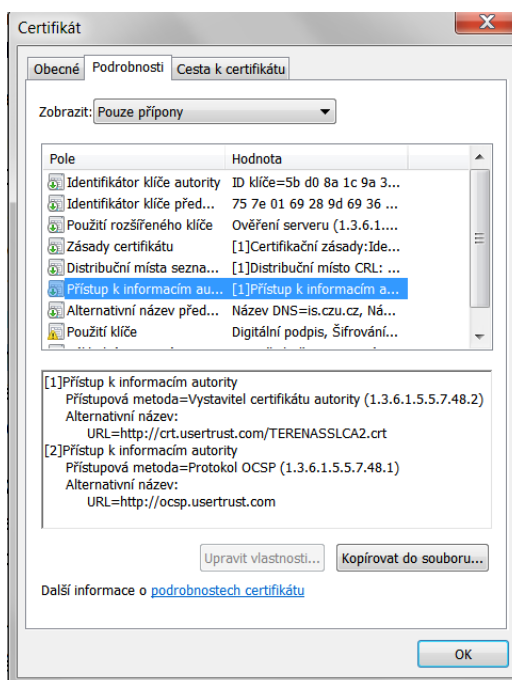 Certifikát
Obecné Podrobnosti Cesta k certifikátu
Zobrazit: Pouze přípony
Pole Hodnota
Identifikátor klíče autority ID klíče=5b d0 8a 1c 9a 3...
Identifikátor klíče před... 75 7e 01 69 28 9d 69 36 ...
Použití rozšířeného klíče Ověření serveru (1.3.6.1....
Zásady certifikátu [1]Certifikační zásady:Ide...
Distribuční místa sezna... [1]Distribuční místo CRL: ...
Přístup k informacím au... [1]Přístup k informacím a...
Alternativní název před... Název DNS=is.czu.cz, Ná...
Použití klíče Digitální podpis, Šifrování...
[1]Přístup k informacím autority
Přístupová metoda=Vystavitel certifikátu autority (1.3.6.1.5.5.7.48.2)
Alternativní název:
URL=http://crt.usertrust.com/TERENASSLCA2.crt
[2]Přístup k informacím autority
Přístupová metoda=Protokol OCSP (1.3.6.1.5.5.7.48.1)
Alternativní název:
URL=http://ocsp.usertrust.com
Upravit vlastnosti... Kopírovat do souboru...
Další informace o podrobnostech certifikátu
OK